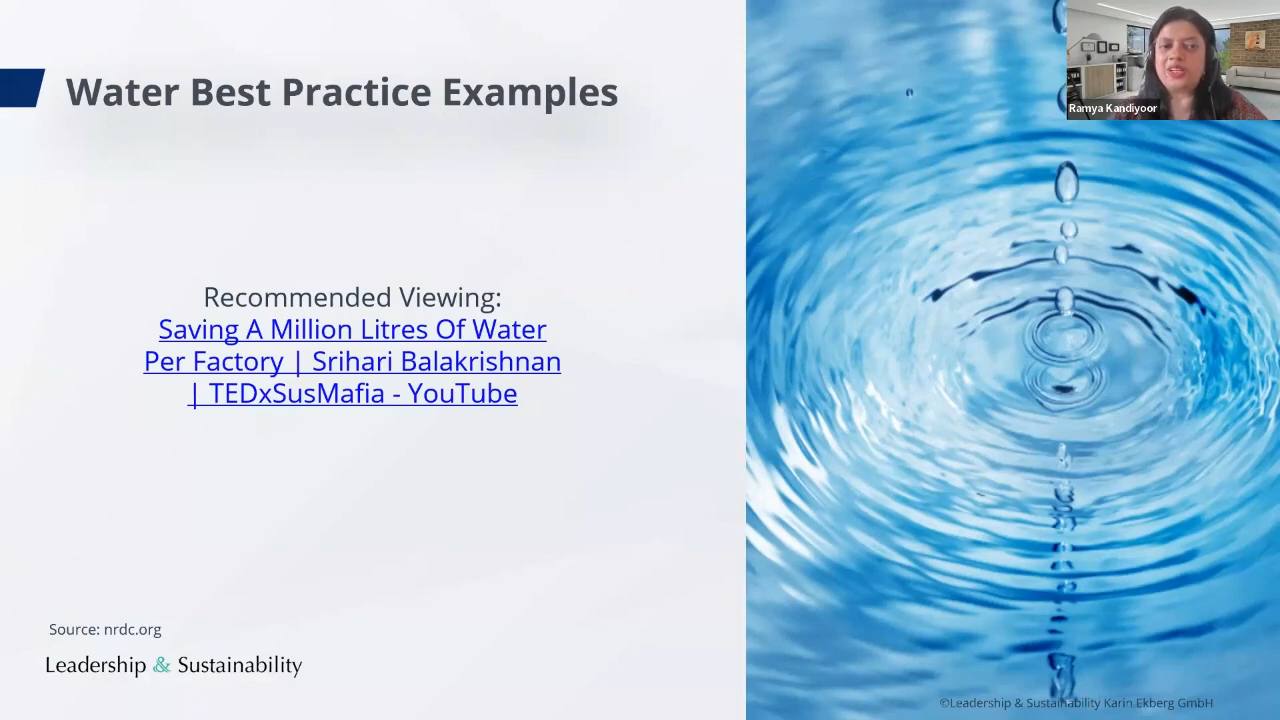 Water Best Practice Examples
Ramya Kandiyoor
Recommended Viewing:
Saving A Million Litres Of Water
Per Factory | Srihari Balakrishnan
| TEDxSusMafia - YouTube
Source: nrdc.org
Leadership & Sustainability
©Leadership & Sustainability Karin Ekberg GmbH